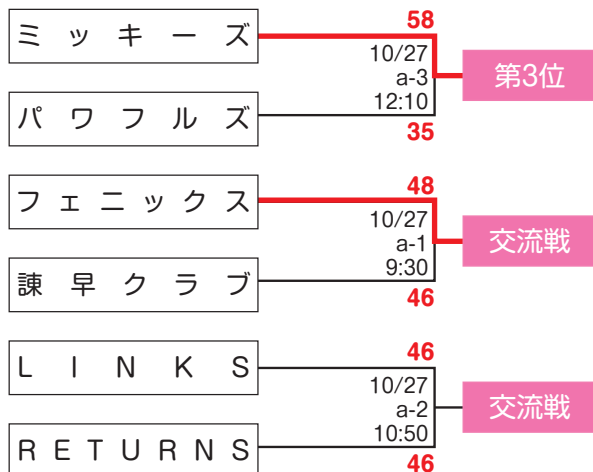 ミッキーズ
58
10/27
a-3
12:10
第3位
パワフルズ
35
フェニックス
48
10/27
a-1
9:30
交流戦
諫早クラブ
46
LINKS
46
10/27
a-2
10:50
交流戦
RETURNS
46